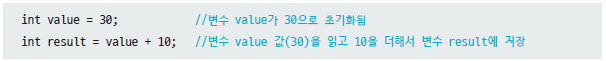 int value = 30; //변수 value가 30으로 초기화됨
int result = value + 10; //변수 value 값(30)을 읽고 10을 더해서 변수 result에 저장